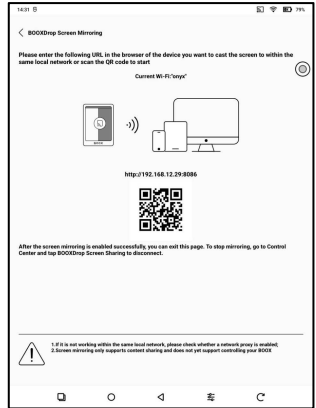 14:31
79%
BOOXDrop Screen Mirroring
Please enter the following URL in the browser of the device you want to cast the screen to within the
same local network or scan the QR code to start
Current Wi-Fi:"onyx"
BOOX
http://192.168.12.29:8086
After the screen mirroring is enabled successfully, you can exit this page. To stop mirroring, go to Control
Center and tap BOOXDrop Screen Sharing to disconnect.
1.If it is not working within the same local network, please check whether a network proxy is enabled;
2.Screen mirroring only supports content sharing and does not yet support controlling your BOOX